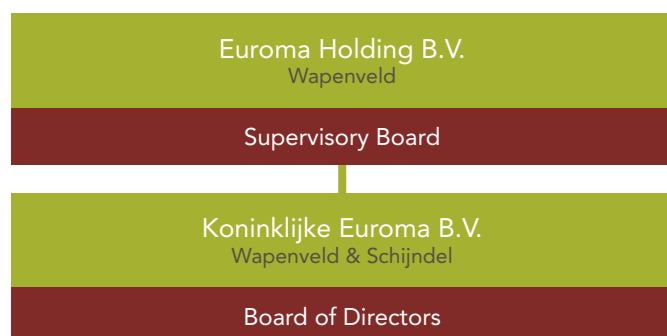 Euroma Holding B.V.
Wapenveld
Supervisory Board
Koninklijke Euroma B.V.
Wapenveld & Schijndel
Board of Directors